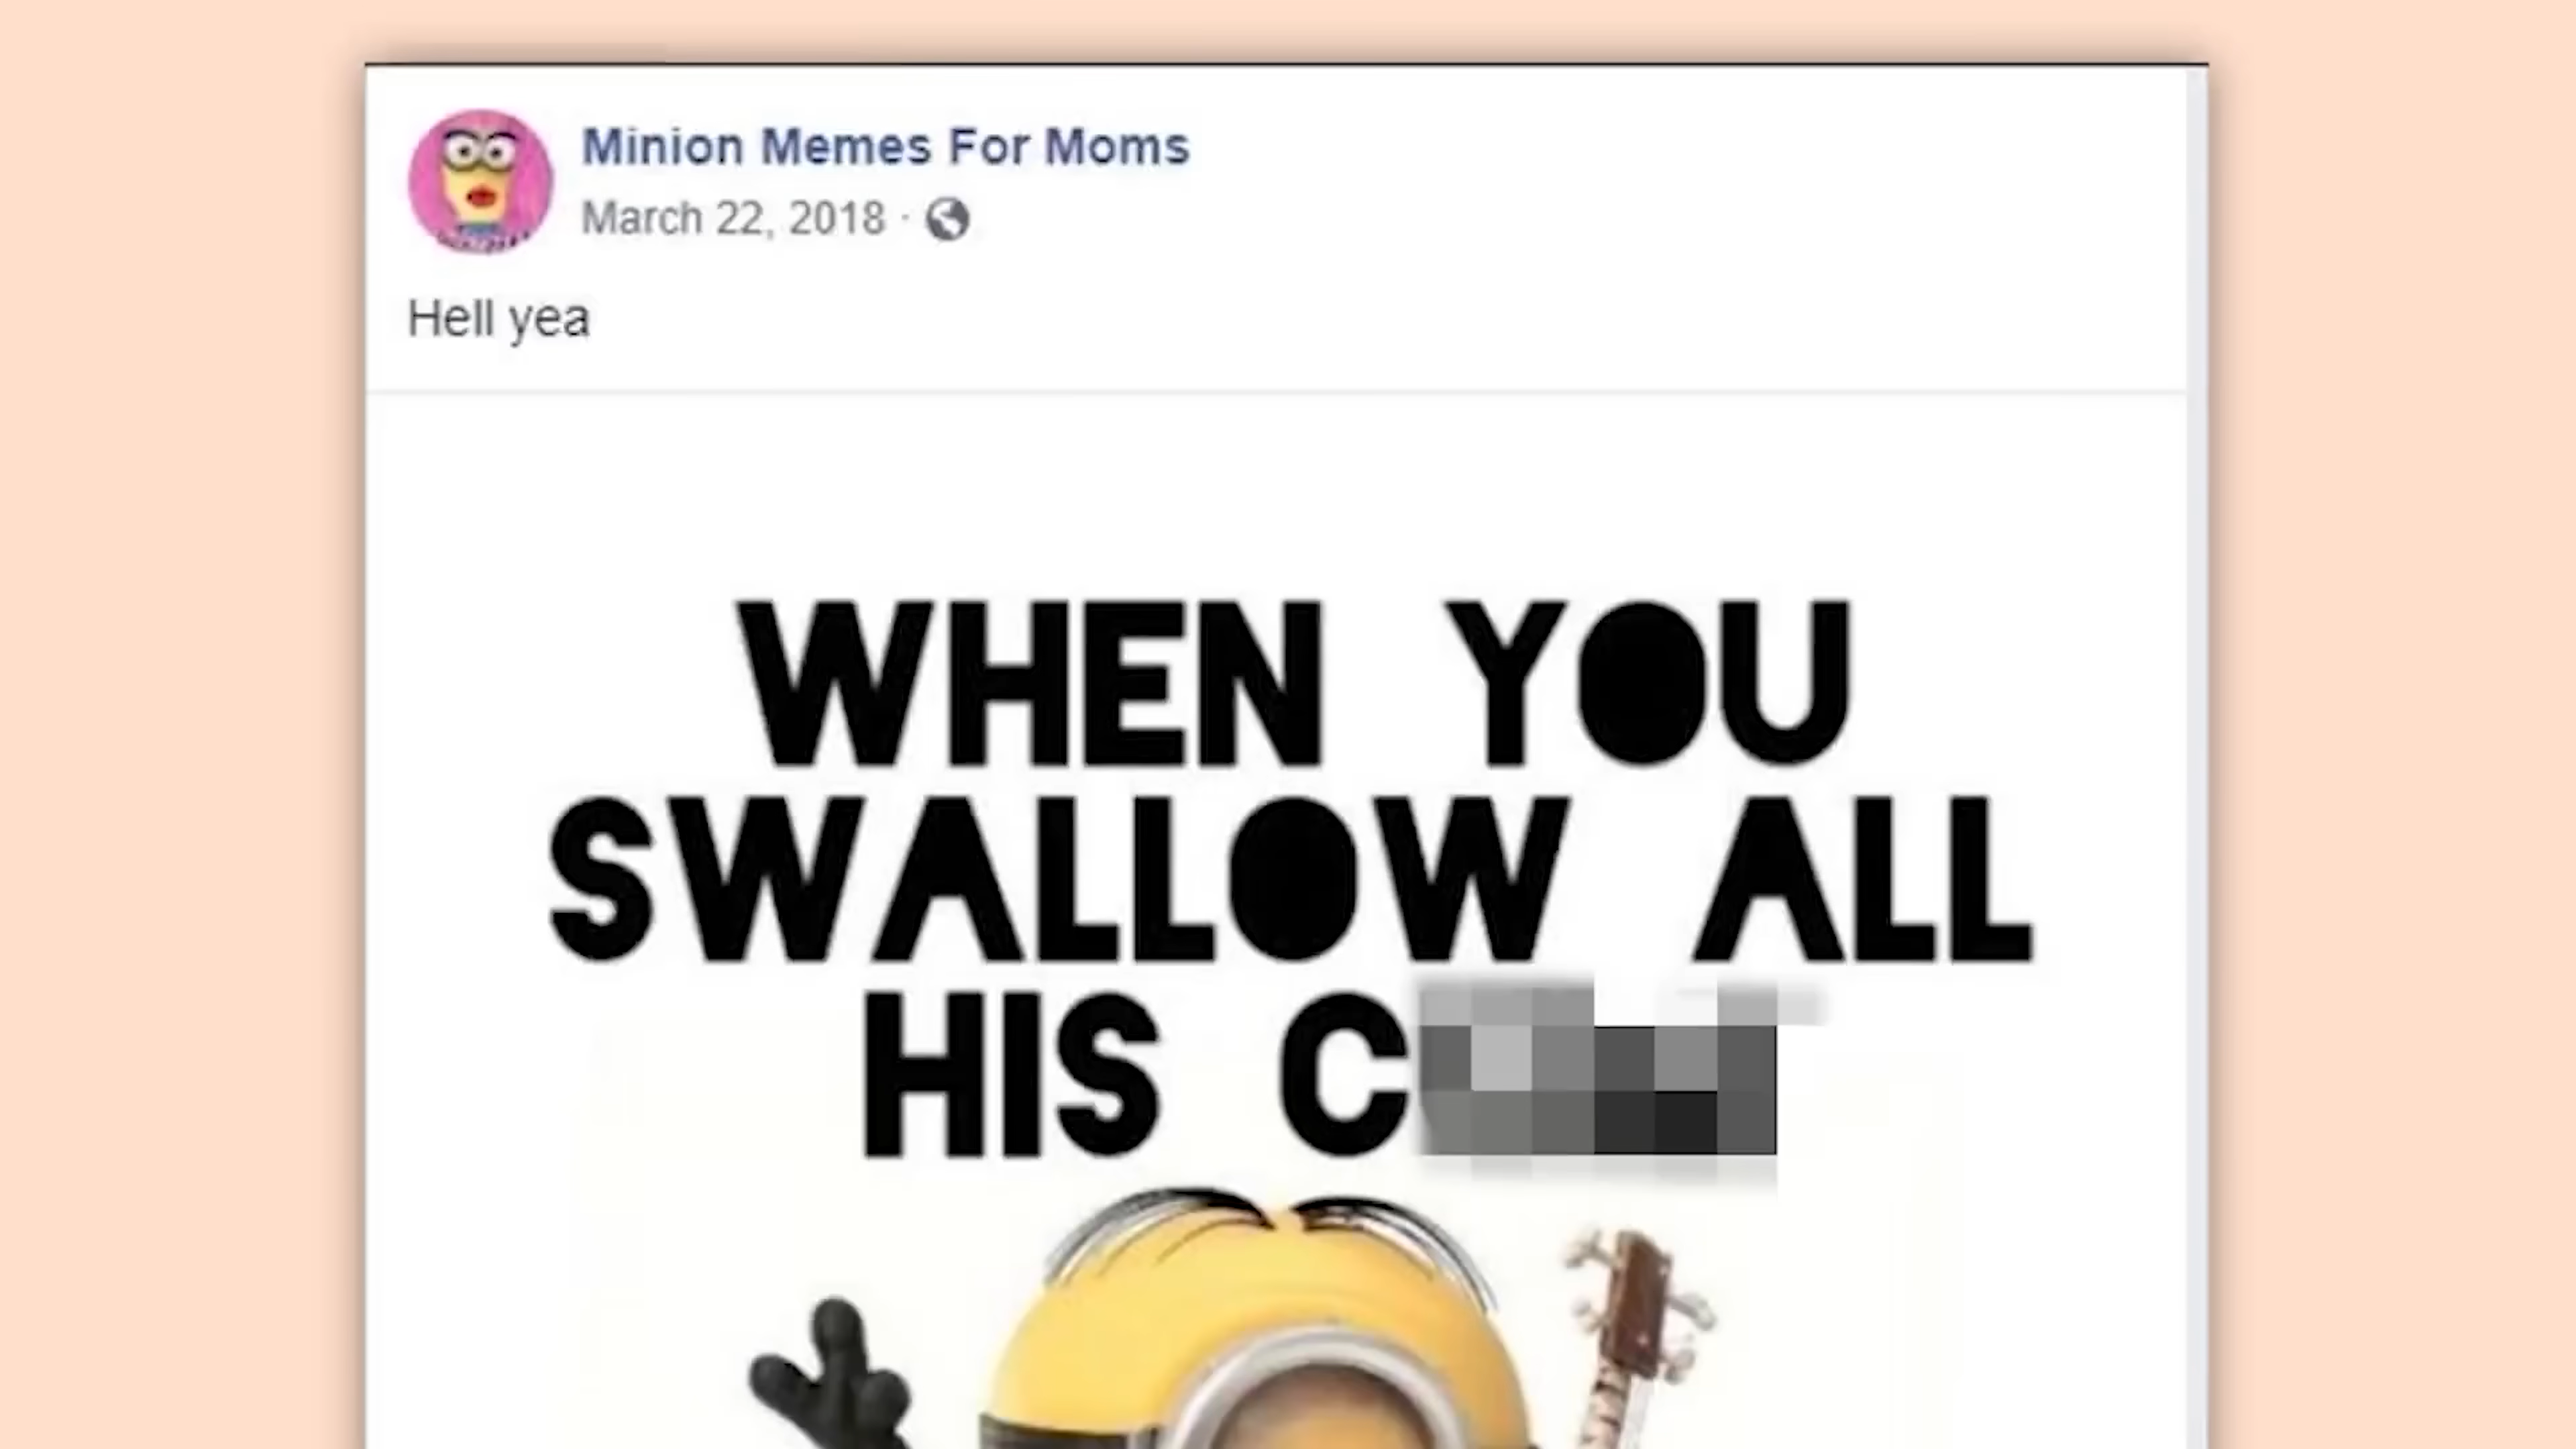 Minion Memes For Moms
March 22, 2018 ·
Hell yea
WHEN YOU
SWALLOW ALL
HIS